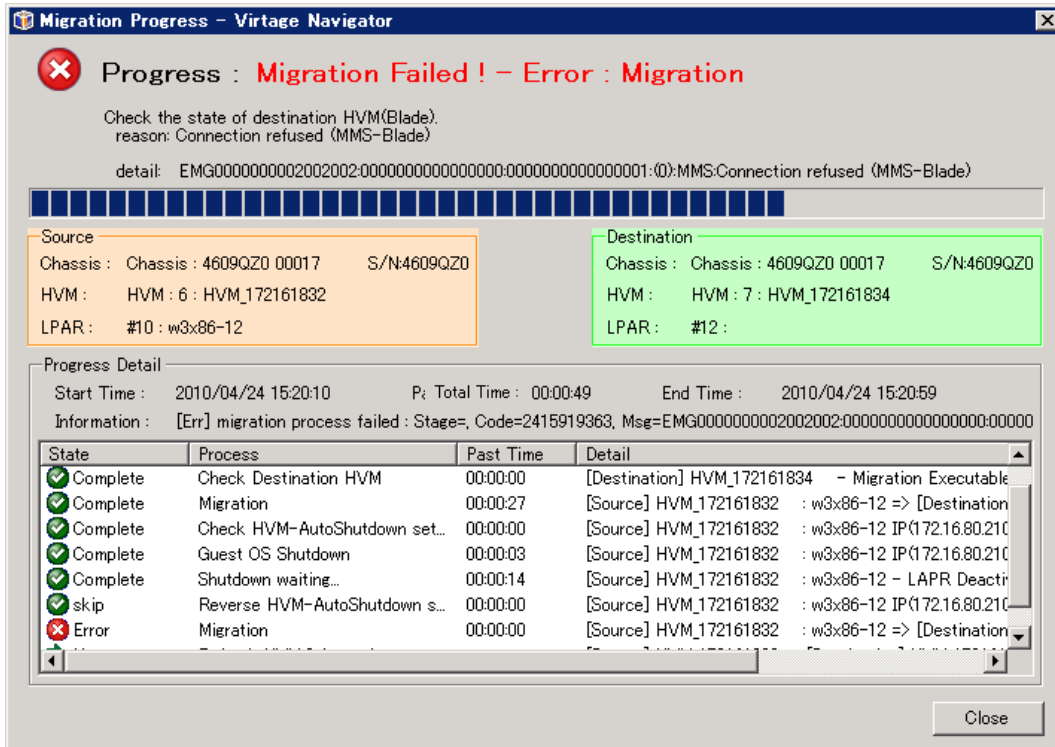 Migration Progress - Virtage Navigator
Progress : Migration Failed ! - Error : Migration
Check the state of destination HVM(Blade).
reason: Connection refused (MMS-Blade)
detail: EMG0000000002002002:0000000000000000:0000000000000001:(0):MMS:Connection refused (MMS-Blade)
Source
Chassis : Chassis : 4609QZ0 00017 S/N:4609QZ0
HVM : HVM : 6 : HVM_172161832
LPAR : #10 : w3x86-12
Destination
Chassis : Chassis : 4609QZ0 00017 S/N:4609QZ0
HVM : HVM : 7 : HVM_172161834
LPAR : #12 :
Progress Detail
Start Time : 2010/04/24 15:20:10 Total Time : 00:00:49 End Time : 2010/04/24 15:20:59
Information : [Err] migration process failed : Stage=, Code=2415919363, Msg=EMG0000000002002002:0000000000000000:00000
State Process Past Time Detail
Complete Check Destination HVM 00:00:00 [Destination] HVM_172161834 - Migration Executable
Complete Migration 00:00:27 [Source] HVM_172161832 : w3x86-12 => [Destination
Complete Check HVM-AutoShutdown set... 00:00:00 [Source] HVM_172161832 : w3x86-12 IP(172.16.80.210
Complete Guest OS Shutdown 00:00:03 [Source] HVM_172161832 : w3x86-12 IP(172.16.80.210
Complete Shutdown waiting... 00:00:14 [Source] HVM_172161832 : w3x86-12 - LAPR Deacti
skip Reverse HVM-AutoShutdown s... 00:00:00 [Source] HVM_172161832 : w3x86-12 IP(172.16.80.210
Error Migration 00:00:00 [Source] HVM_172161832 : w3x86-12 => [Destination
Close